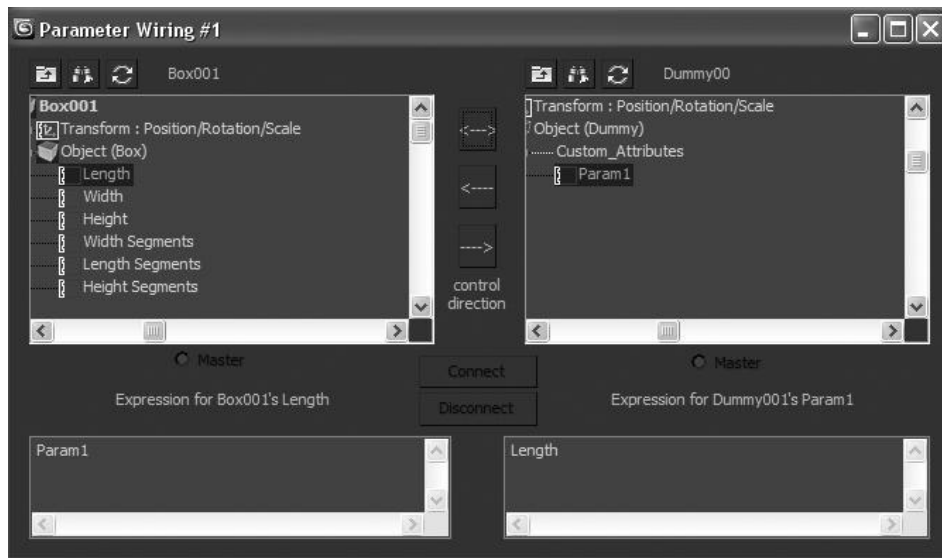 Parameter Wiring #1
Box001
Dummy00
Box001
Transform : Position/Rotation/Scale
Object (Box)
Length
Width
Height
Width Segments
Length Segments
Height Segments
<--->
<----
---->
control
direction
Transform : Position/Rotation/Scale
Object (Dummy)
Custom_Attributes
Param1
Master
Master
Connect
Disconnect
Expression for Box001's Length
Expression for Dummy001's Param1
Param1
Length